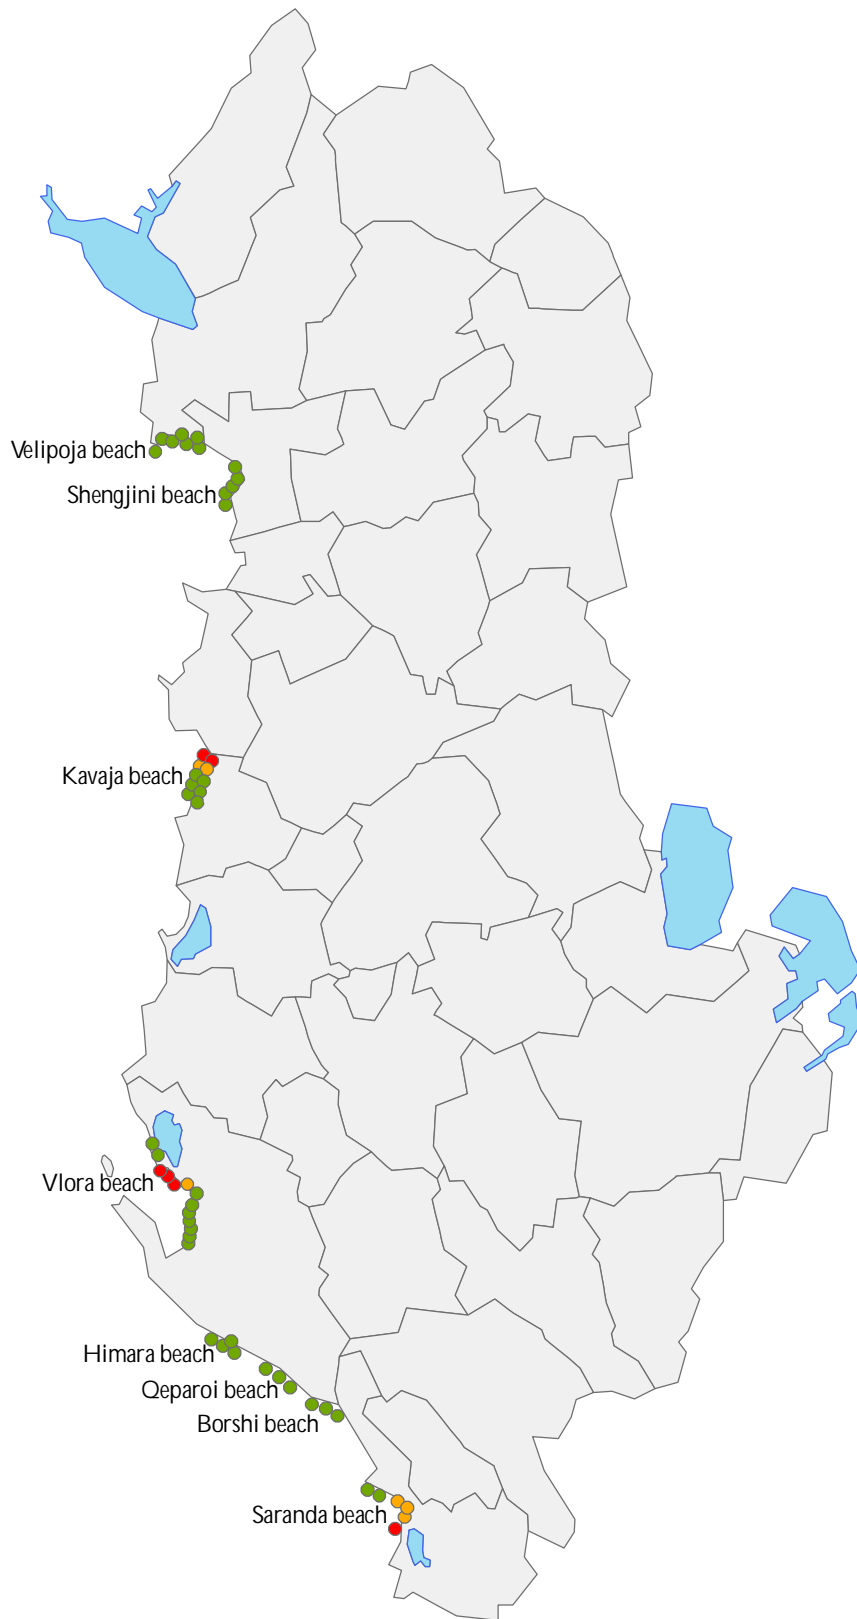 Velipoja beach
Shengjini beach
Kavaja beach
Vlora beach
Himara beach
Qeparoi beach
Borshi beach
Saranda beach